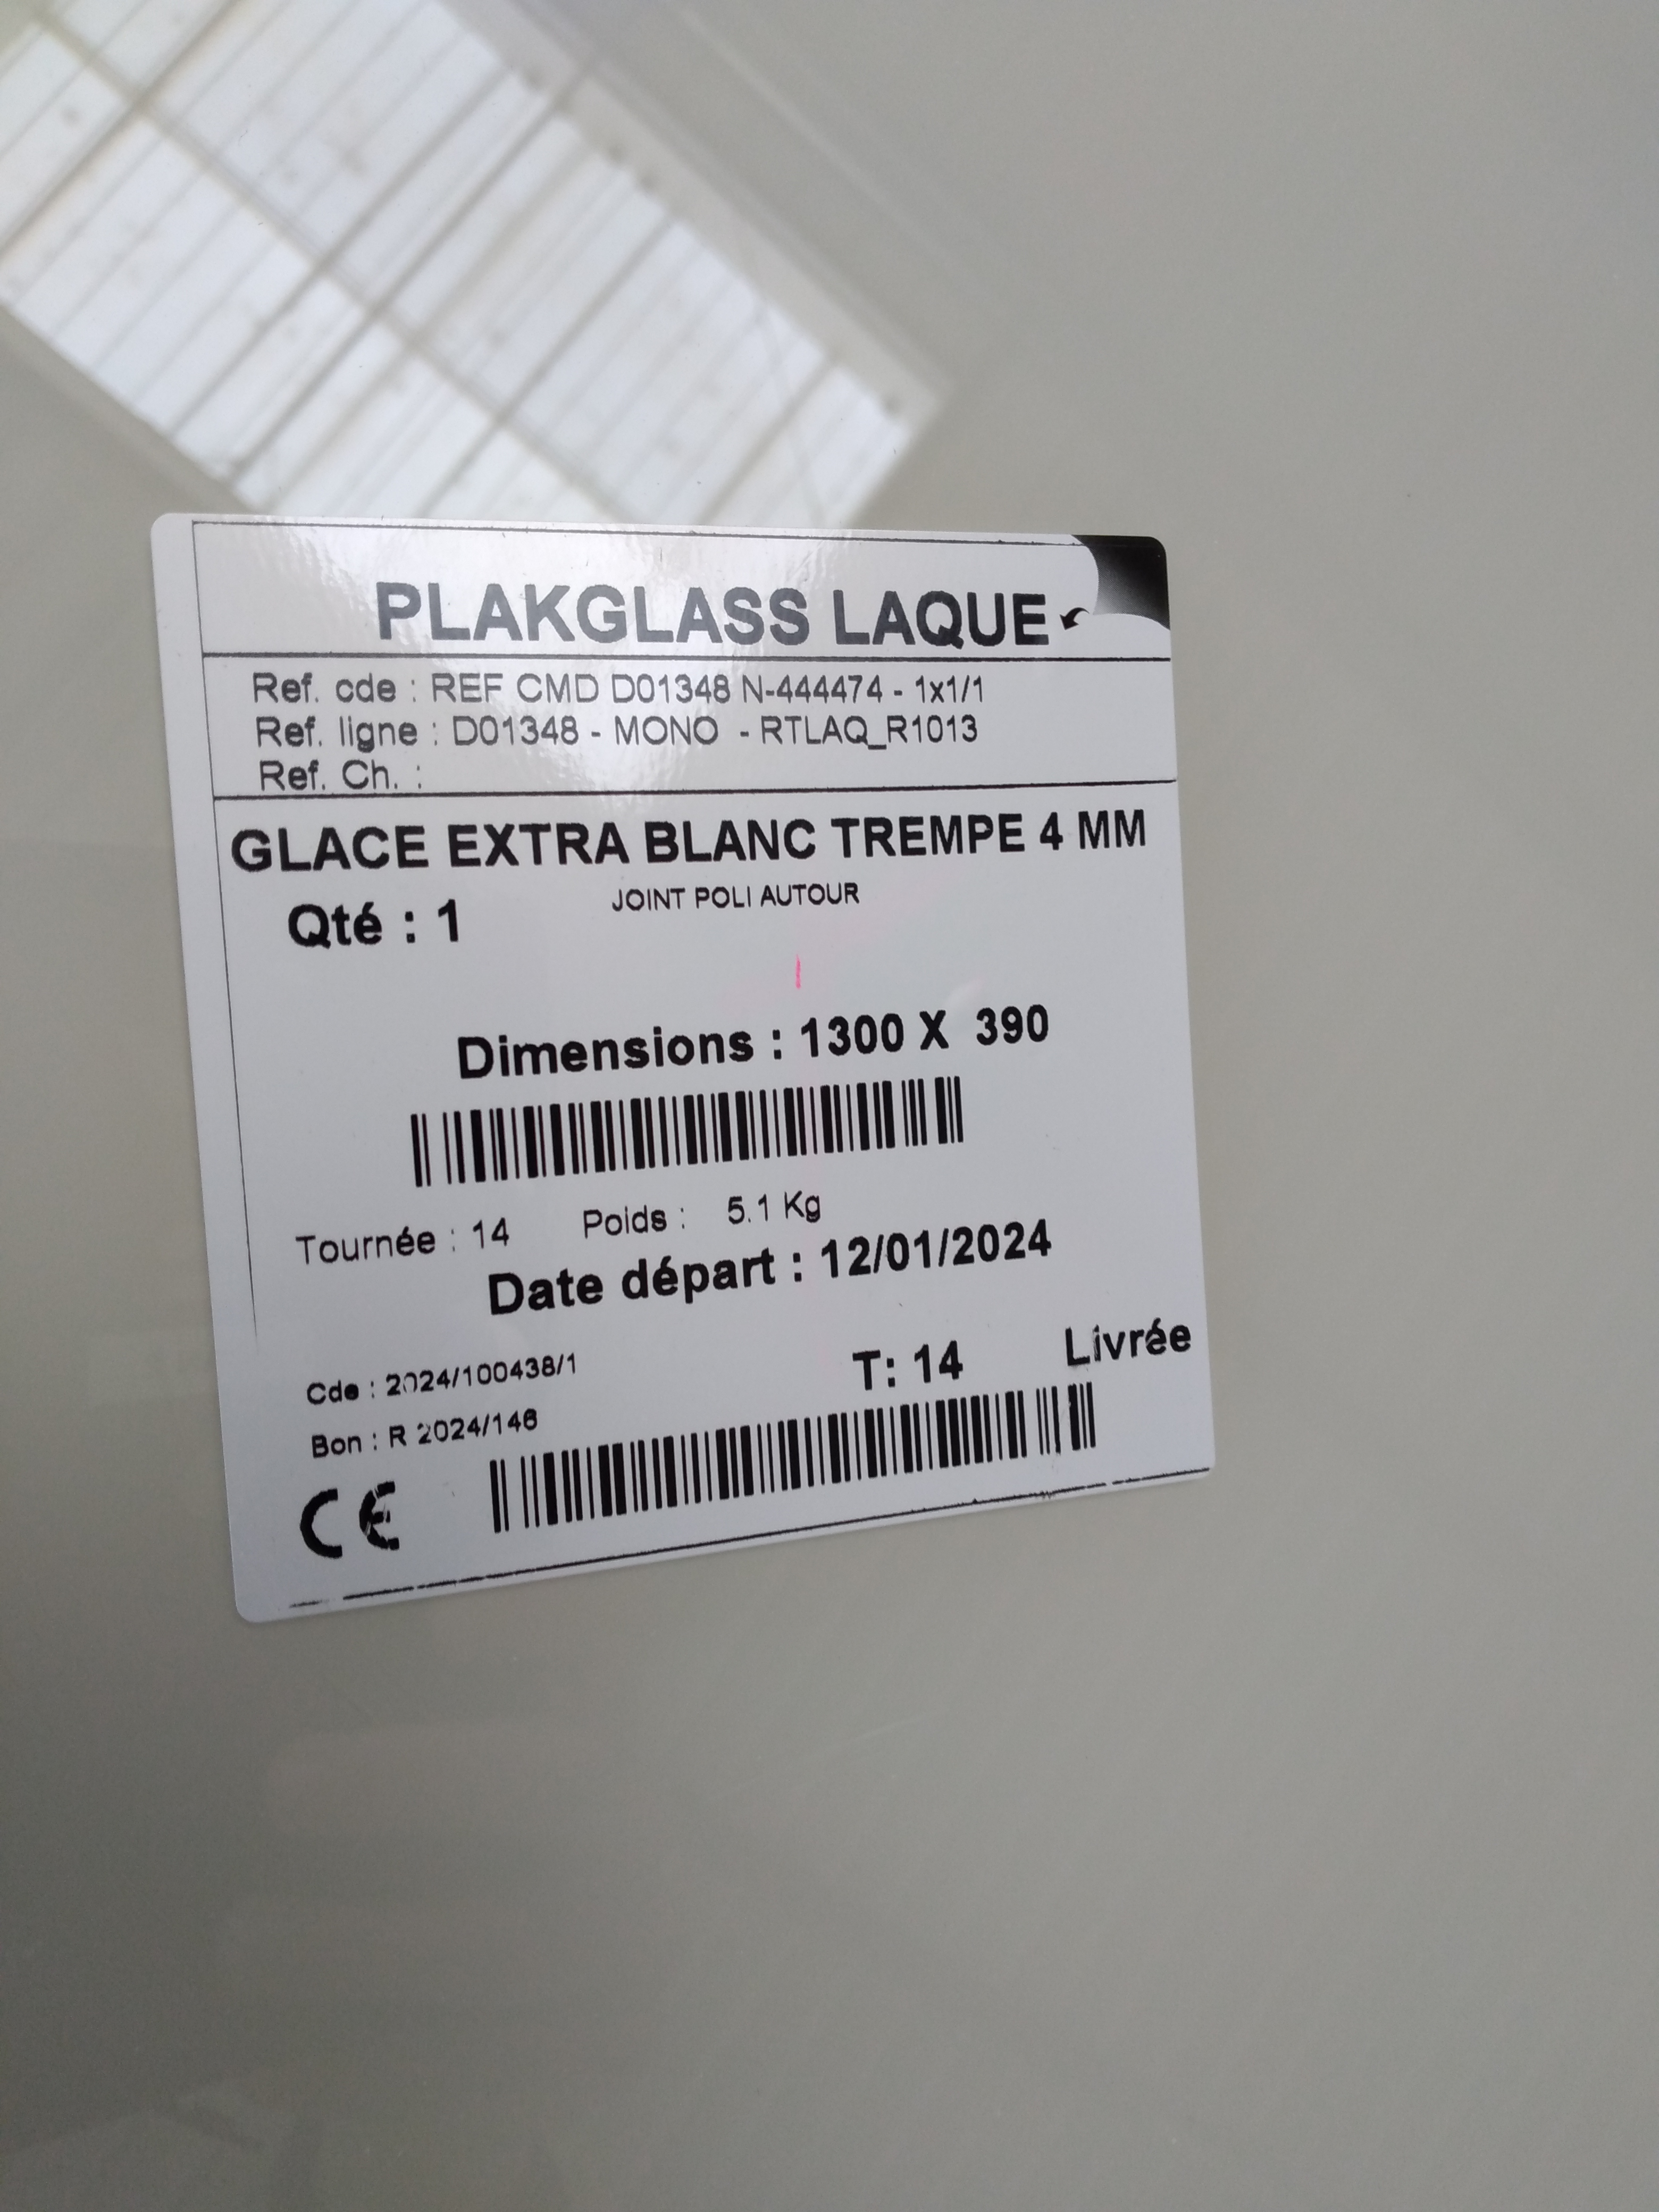 PLAKGLASS LAQUE
Ref. cde : REF CMD D01348 N-444474 - 1x1/1
Ref. ligne : D01348 - MONO - RTLAQ_R1013
Ref. Ch. :
GLACE EXTRA BLANC TREMPE 4 MM
JOINT POLI AUTOUR
Qté : 1
Dimensions : 1300 X 390
Tournée : 14 Poids : 5.1 Kg
Date départ : 12/01/2024
T: 14 Livrée
Cde : 2024/100438/1
Bon : R 2024/146
CE